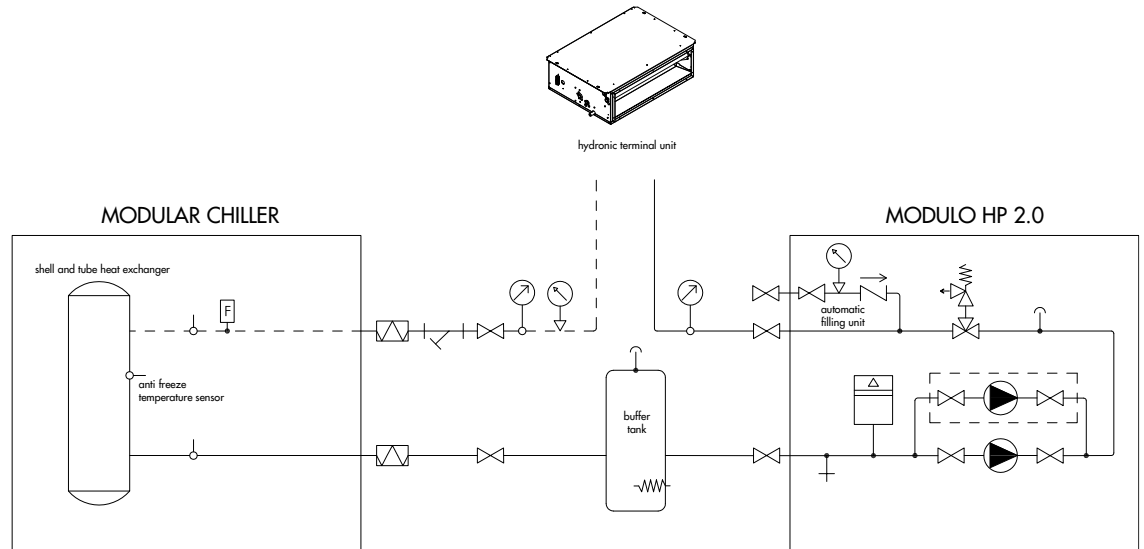 hydronic terminal unit
MODULAR CHILLER
MODULO HP 2.0
shell and tube heat exchanger
F
automatic
filling unit
anti freeze
temperature sensor
buffer
tank